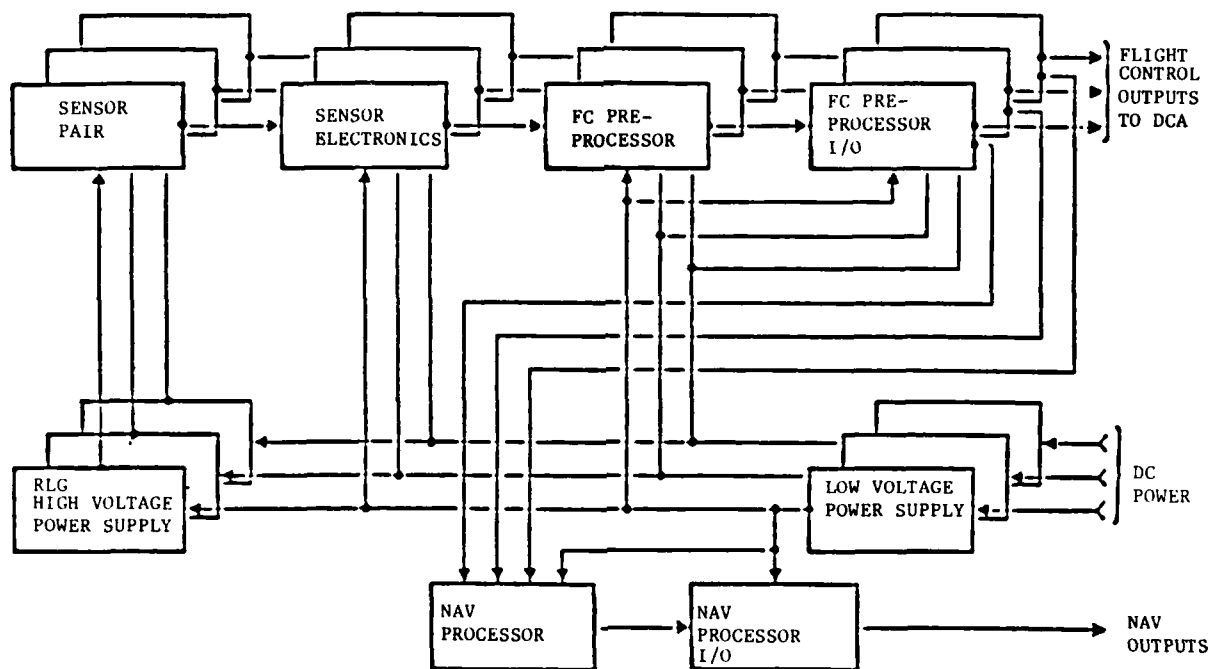 SENSOR
PAIR
SENSOR
ELECTRONICS
FC PRE-
PROCESSOR
FC PRE-
PROCESSOR
I/O
FLIGHT
CONTROL
OUTPUTS
TO DCA
RLG
HIGH VOLTAGE
POWER SUPPLY
LOW VOLTAGE
POWER SUPPLY
DC
POWER
NAV
PROCESSOR
NAV
PROCESSOR
I/O
NAV
OUTPUTS